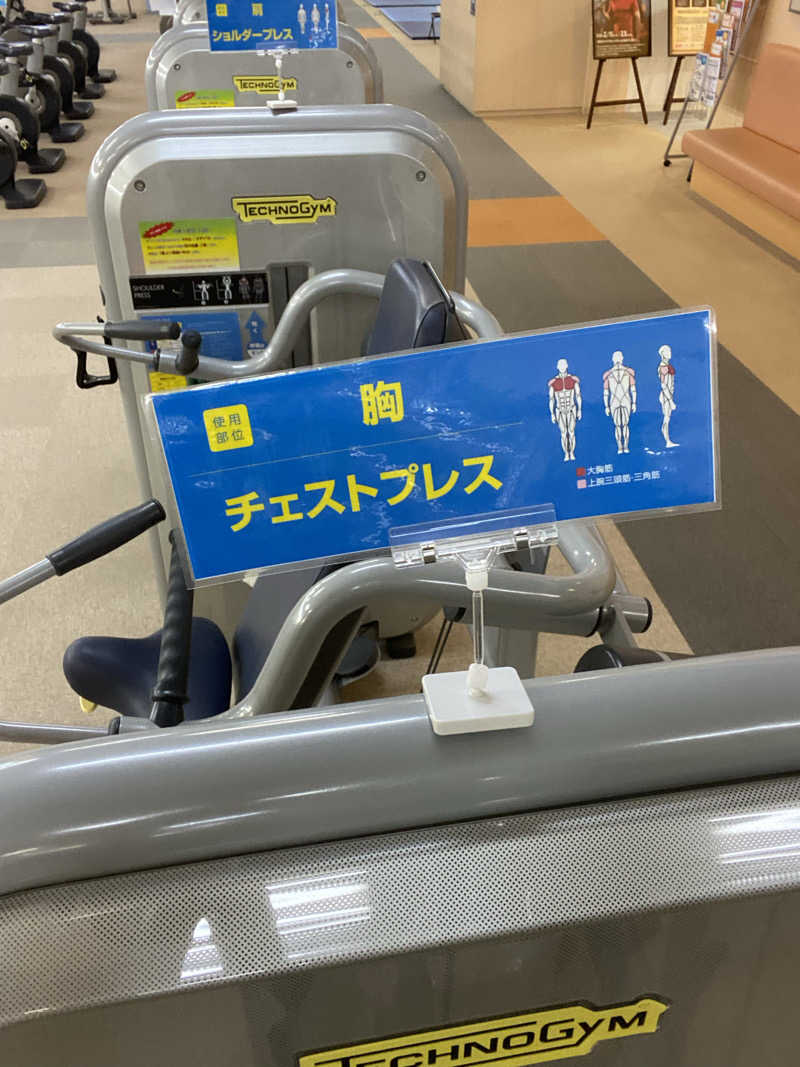 肩
ショルダープレス
TECHNOGYM
TECHNOGYM
SHOULDER
PRESS
使用
部位
胸
チェストプレス
大胸筋
上腕三頭筋・三角筋
TECHNOGYM